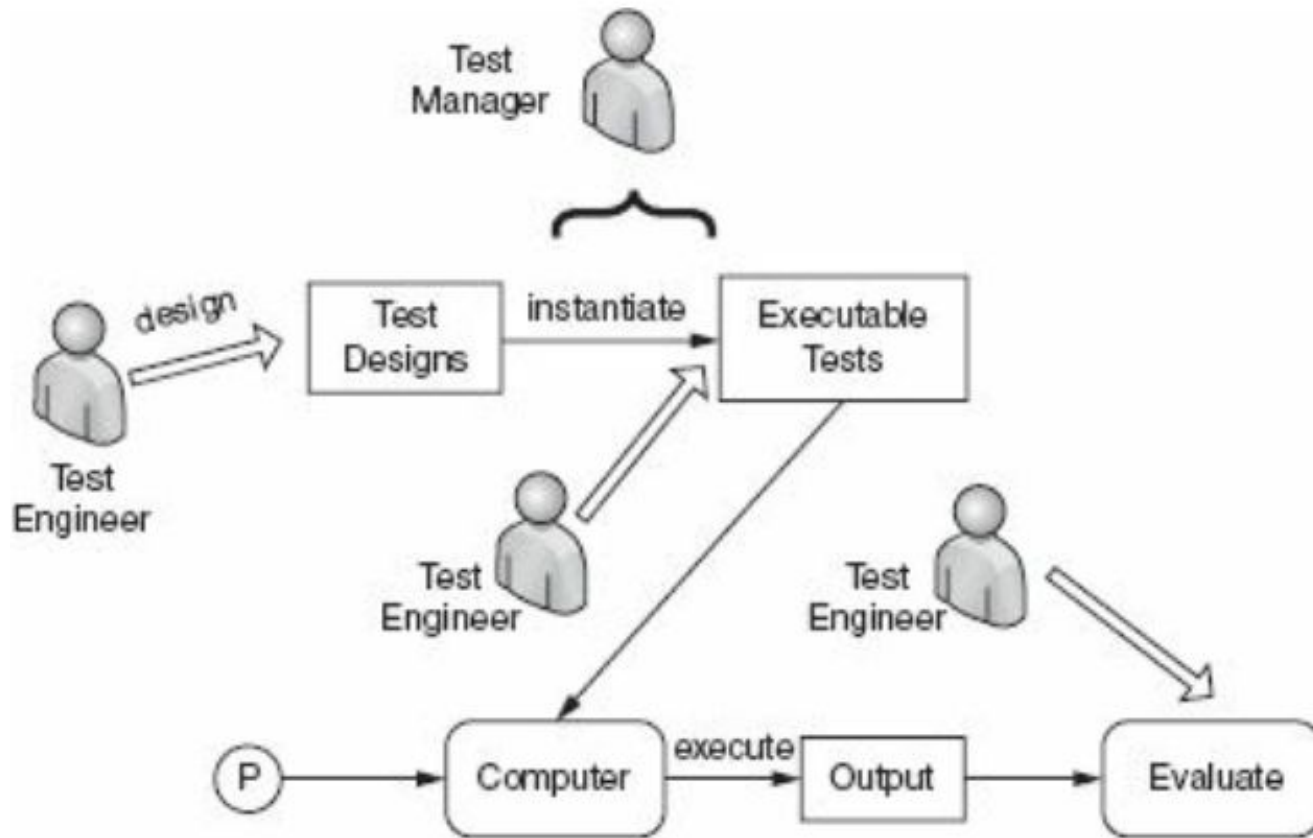 Test
Manager
design
Test
Designs
instantiate
Executable
Tests
Test
Engineer
Test
Engineer
Test
Engineer
P
Computer
execute
Output
Evaluate